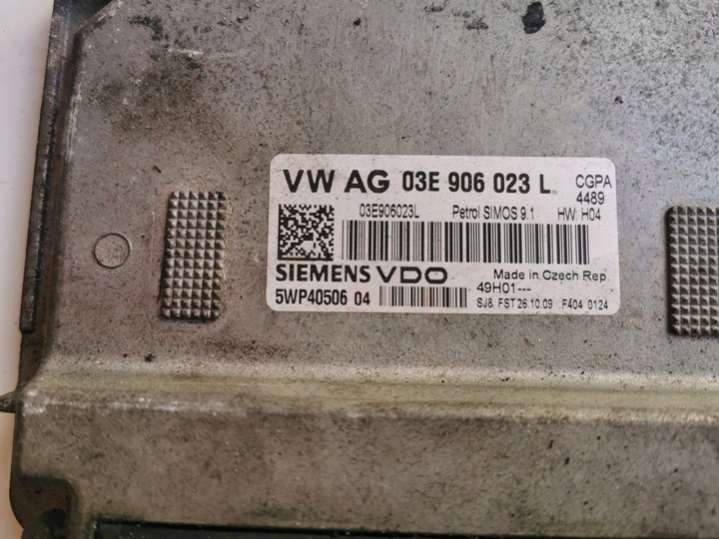 VW AG 03E 906 023 L. CGPA
4489
03E906023L Petrol SIMOS 9.1 HW: H04
SIEMENS VDO Made in Czech Rep.
49H01---
5WP40506 04 SJ8. FST 26.10.09 F404 0124